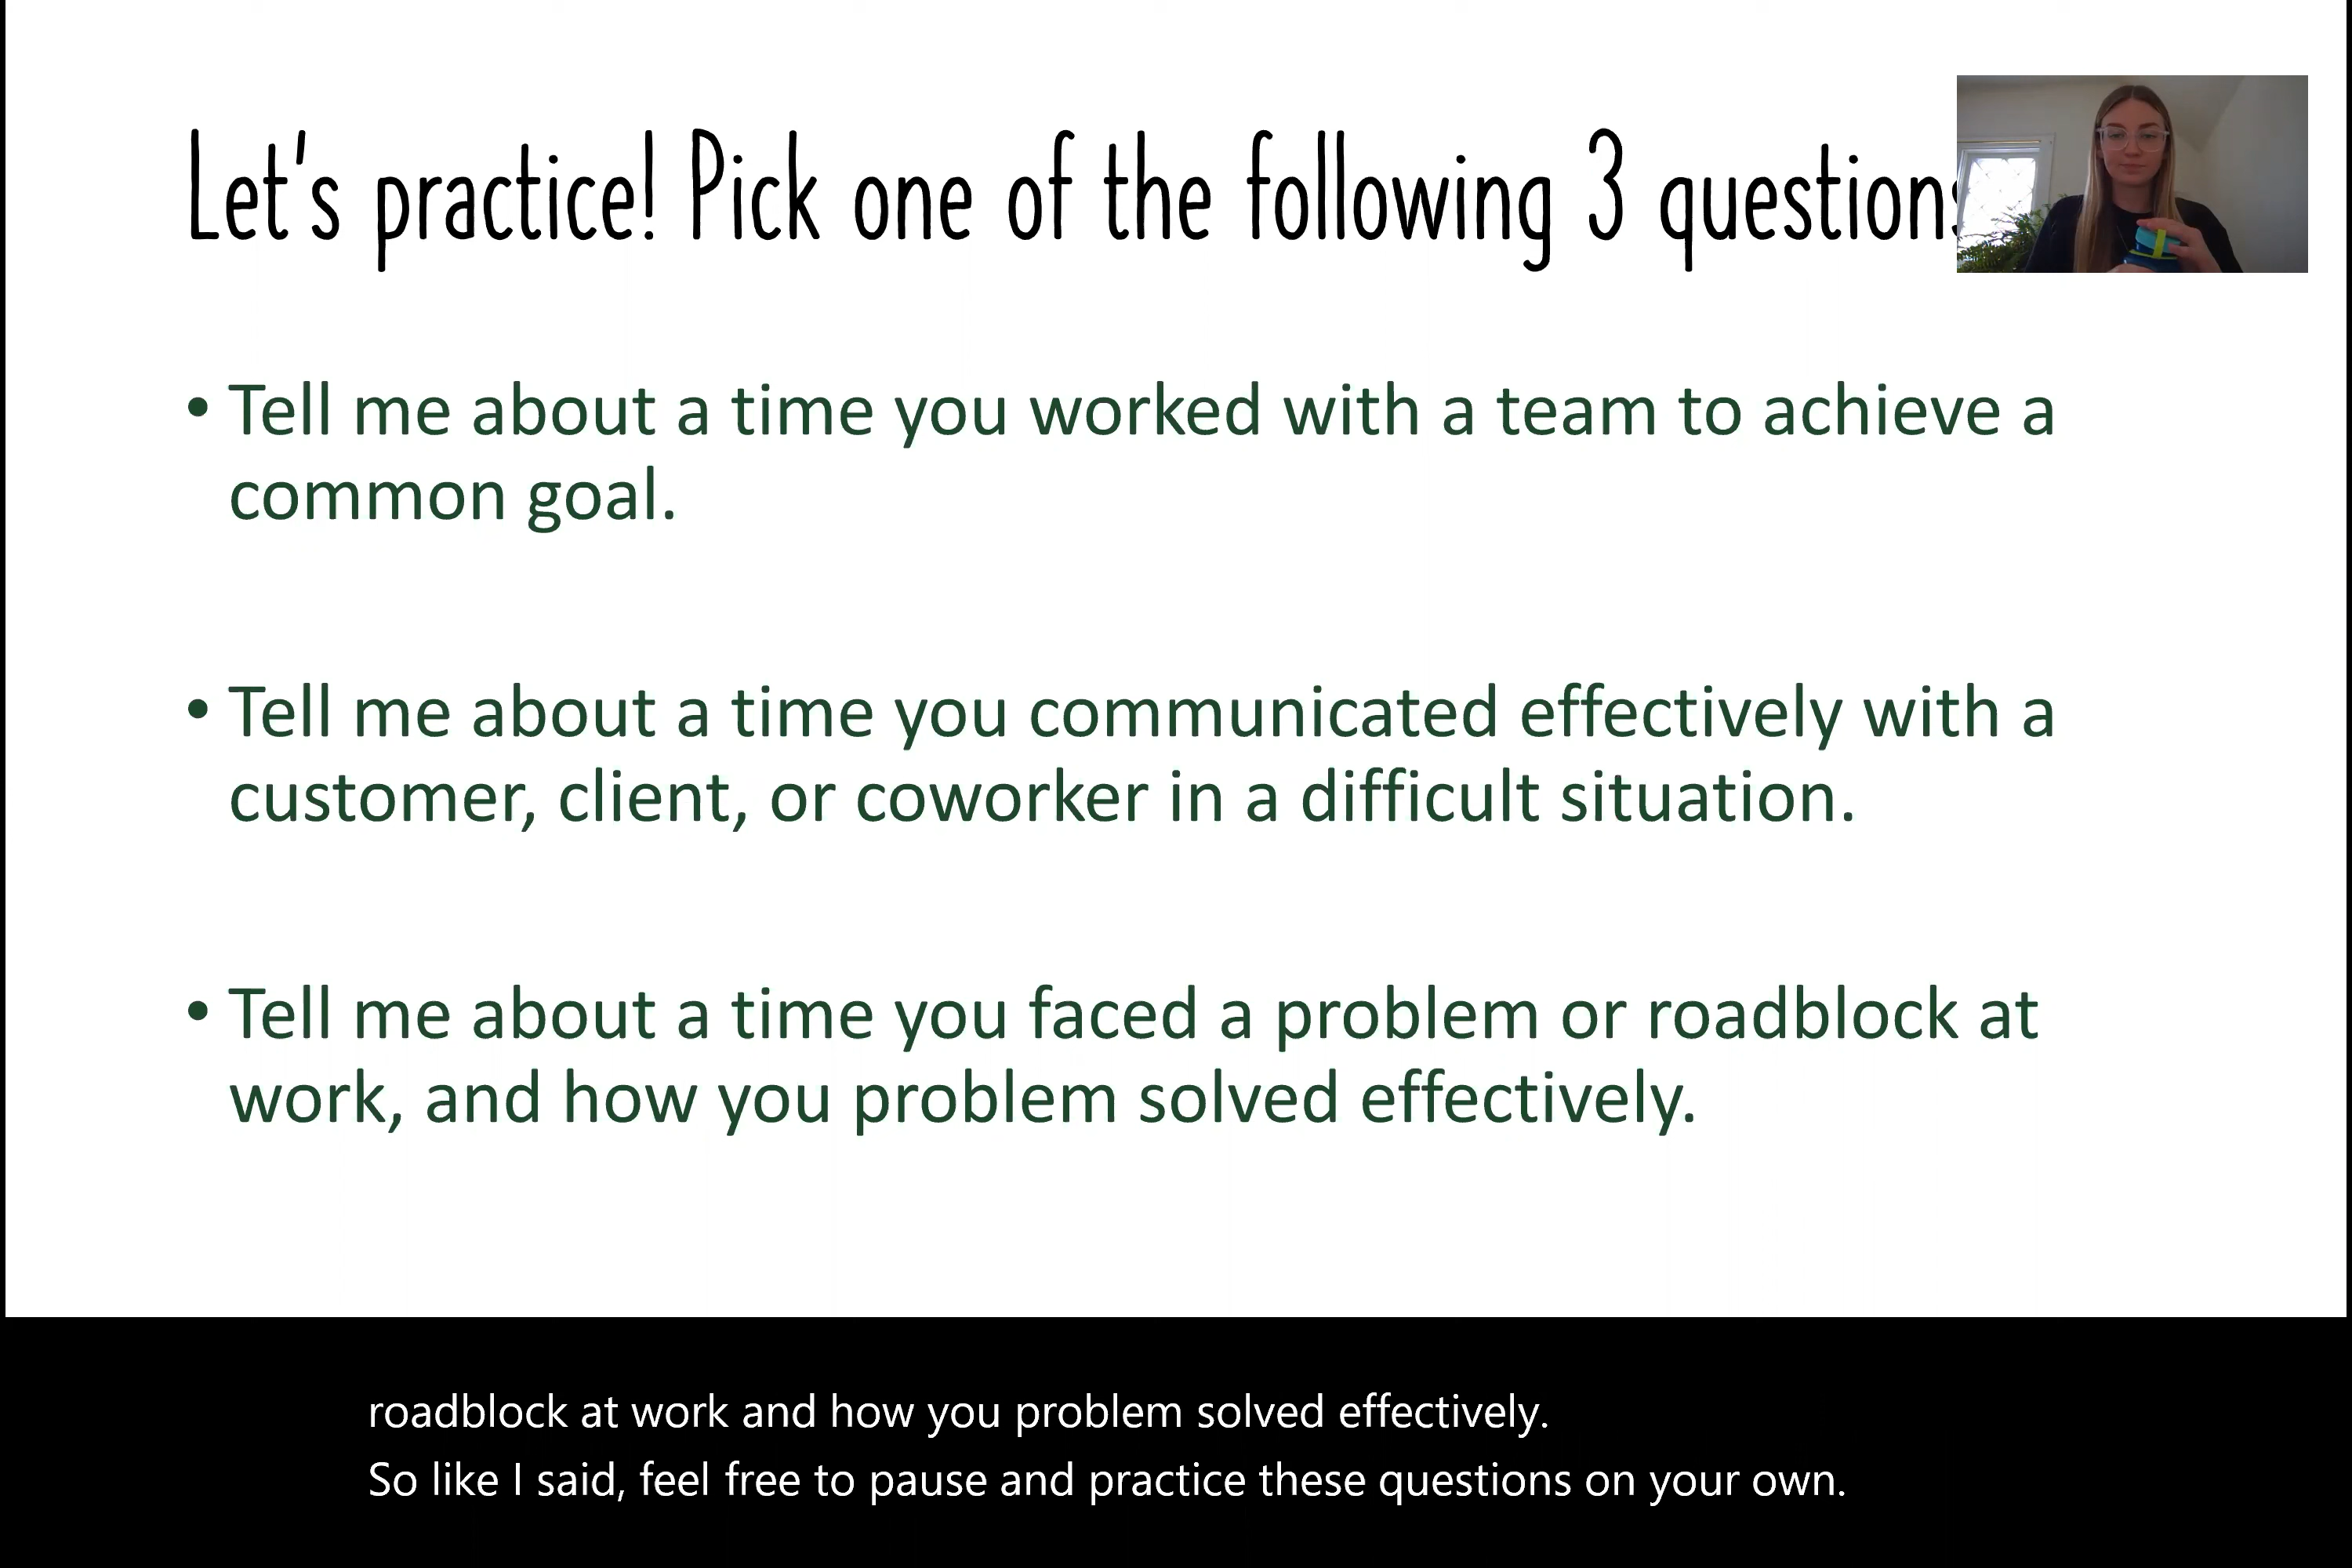 Let's practice! Pick one of the following 3 questions
• Tell me about a time you worked with a team to achieve a
common goal.
• Tell me about a time you communicated effectively with a
customer, client, or coworker in a difficult situation.
• Tell me about a time you faced a problem or roadblock at
work, and how you problem solved effectively.
roadblock at work and how you problem solved effectively.
So like I said, feel free to pause and practice these questions on your own.